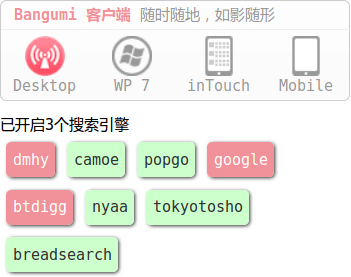 Bangumi 客户端 随时随地，如影随形
Desktop WP 7 inTouch Mobile
已开启3个搜索引擎
dmhy camoe popgo google
btdigg nyaa tokyotosho
breadsearch